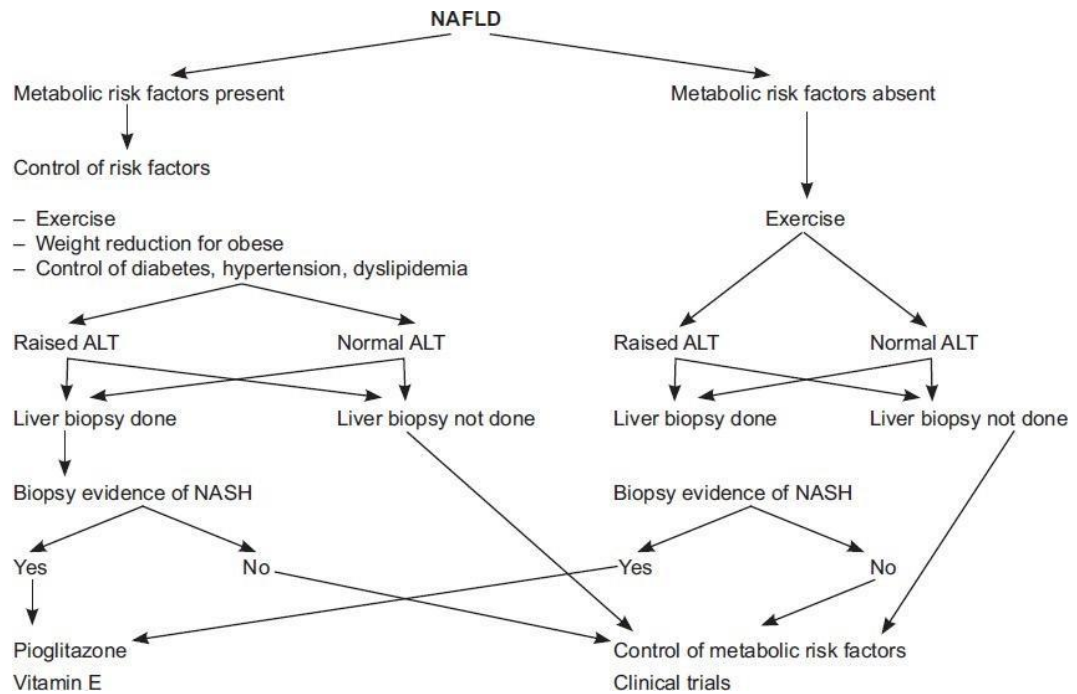 NAFLD
Metabolic risk factors present
Metabolic risk factors absent
Control of risk factors
– Exercise
– Weight reduction for obese
– Control of diabetes, hypertension, dyslipidemia
Exercise
Raised ALT
Normal ALT
Raised ALT
Normal ALT
Liver biopsy done
Liver biopsy not done
Liver biopsy done
Liver biopsy not done
Biopsy evidence of NASH
Biopsy evidence of NASH
Yes
No
Yes
No
Pioglitazone
Vitamin E
Control of metabolic risk factors
Clinical trials